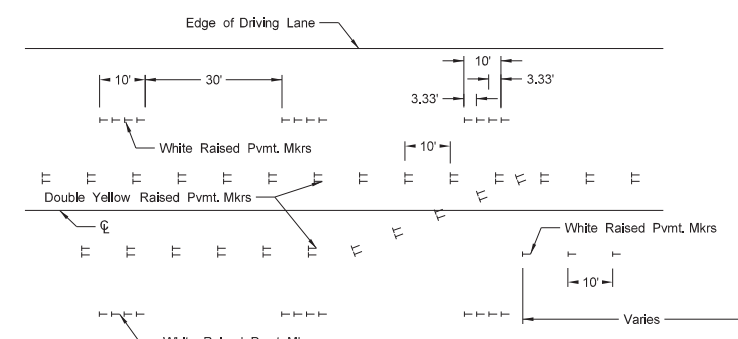 Edge of Driving Lane
10'
10' 30'
3.33'
3.33'
White Raised Pvmt. Mkrs
10'
Double Yellow Raised Pvmt. Mkrs
℄
White Raised Pvmt. Mkrs
10'
Varies